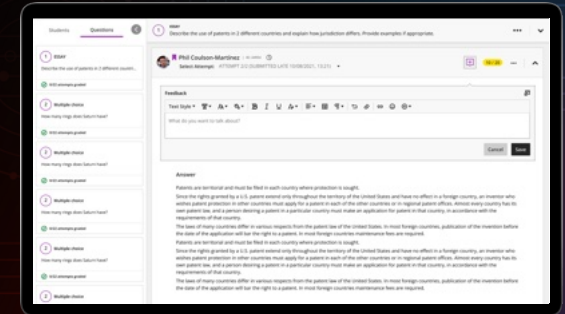 Students Questions
1 ESSAY
Describe the use of patents in 2 different countri...
attempts graded
2 Multiple choice
How many rings does Saturn have?
attempts graded
2 Multiple choice
How many rings does Saturn have?
attempts graded
2 Multiple choice
How many rings does Saturn have?
attempts graded
2 Multiple choice
How many rings does Saturn have?
attempts graded
2 Multiple choice
1 ESSAY
Describe the use of patents in 2 different countries and explain how jurisdiction differs. Provide examples if appropriate.
Phil Coulson-Martinez
Select Attempt: ATTEMPT 2/2 (SUBMITTED LATE 10/08/2021,
Feedback
Text Style
What do you want to talk about?
Cancel Save
Answer
Patents are territorial and must be filed in each country where protection is sought.
Since the rights granted by a U.S. patent extend only throughout the territory of the United States and have no effect in a foreign country, an inventor who
wishes patent protection in other countries must apply for a patent in each of the other countries or in regional patent offices. Almost every country has its
own patent law, and a person desiring a patent in a particular country must make an application for patent in that country, in accordance with the
requirements of that country.
The laws of many countries differ in various respects from the patent law of the United States. In most foreign countries, publication of the invention before
the date of the application will bar the right to a patent. In most foreign countries maintenance fees are required.
Patents are territorial and must be filed in each country where protection is sought.
Since the rights granted by a U.S. patent extend only throughout the territory of the United States and have no effect in a foreign country, an inventor who
wishes patent protection in other countries must apply for a patent in each of the other countries or in regional patent offices. Almost every country has its
own patent law, and a person desiring a patent in a particular country must make an application for patent in that country, in accordance with the
requirements of that country.
The laws of many countries differ in various respects from the patent law of the United States. In most foreign countries, publication of the invention before
the date of the application will bar the right to a patent. In most foreign countries maintenance fees are required.